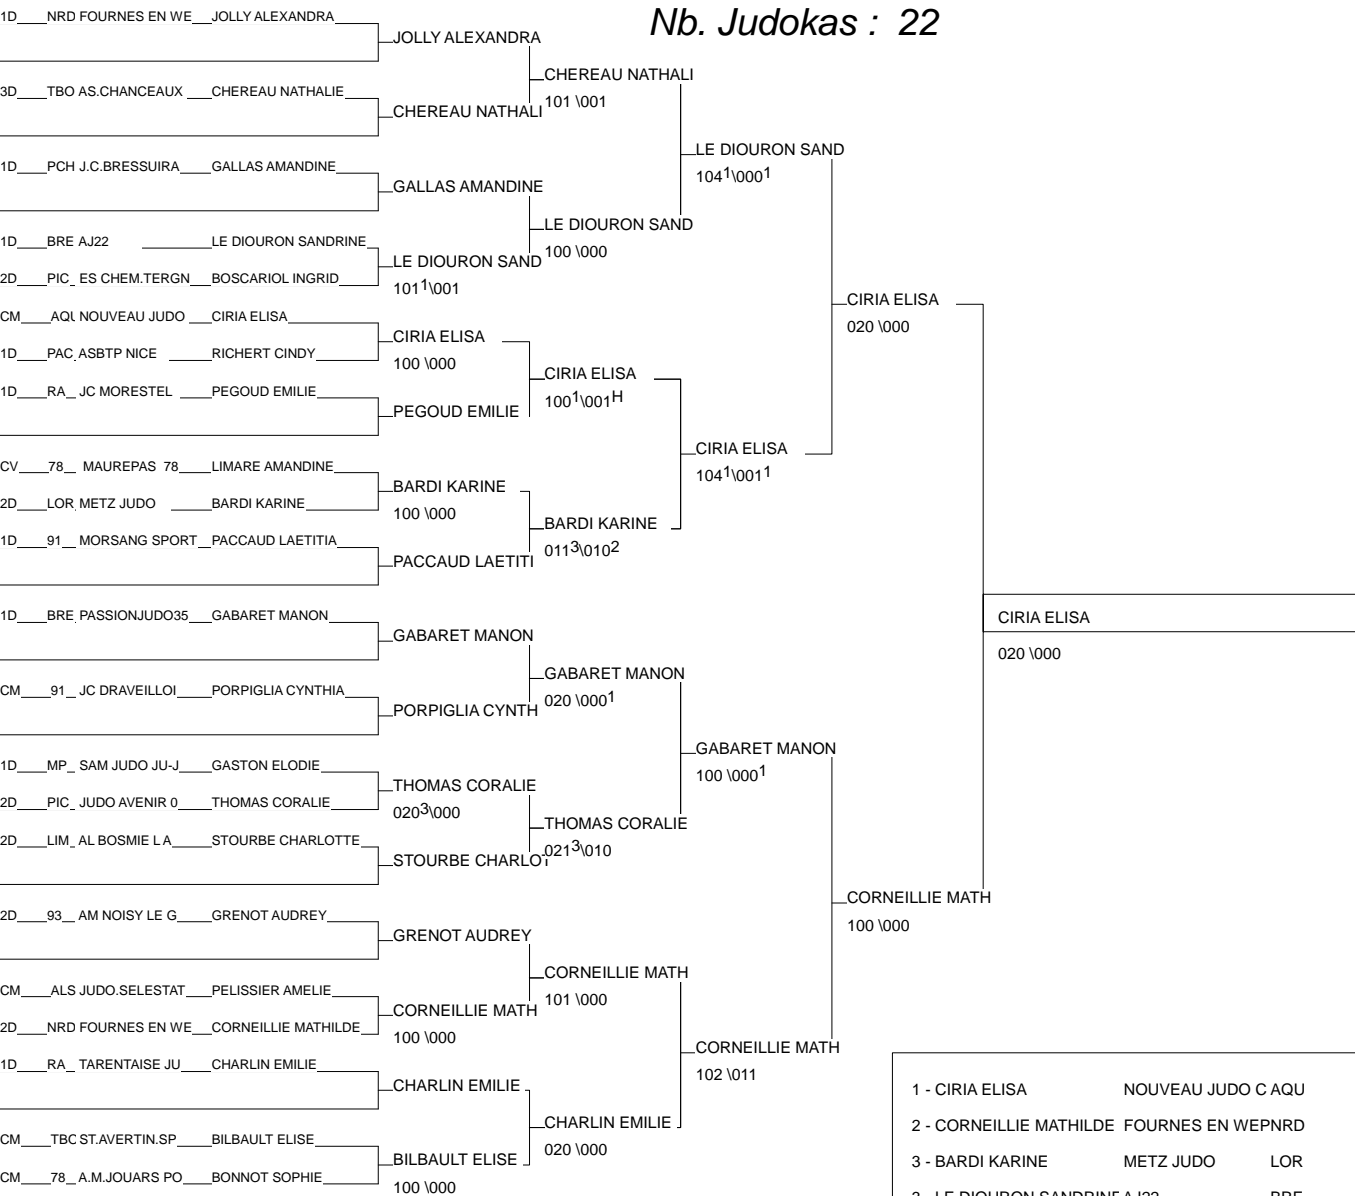 Nb. Judokas : 22
1D NRD FOURNES EN WE JOLLY ALEXANDRA
3D TBO AS.CHANCEAUX CHEREAU NATHALIE
1D PCH J.C.BRESSUIRA GALLAS AMANDINE
1D BRE AJ22 LE DIOURON SANDRINE
2D PIC ES CHEM.TERGN BOSCARIOL INGRID
CM AQU NOUVEAU JUDO CIRIA ELISA
1D PAC ASBTP NICE RICHERT CINDY
1D RA JC MORESTEL PEGOUD EMILIE
CV 78 MAUREPAS 78 LIMARE AMANDINE
2D LOR METZ JUDO BARDI KARINE
1D 91 MORSANG SPORT PACCAUD LAETITIA
1D BRE PASSIONJUDO35 GABARET MANON
CM 91 JC DRAVEILLOI PORPIGLIA CYNTHIA
1D MP SAM JUDO JU-J GASTON ELODIE
2D PIC JUDO AVENIR 0 THOMAS CORALIE
2D LIM AL BOSMIE L A STOURBE CHARLOTTE
2D 93 AM NOISY LE G GRENOT AUDREY
CM ALS JUDO.SELESTAT PELISSIER AMELIE
2D NRD FOURNES EN WE CORNEILLIE MATHILDE
1D RA TARENTAISE JU CHARLIN EMILIE
CM TBO ST.AVERTIN.SP BILBAULT ELISE
CM 78 A.M.JOUARS PO BONNOT SOPHIE
JOLLY ALEXANDRA
CHEREAU NATHALI
GALLAS AMANDINE
LE DIOURON SAND
101¹\001
CIRIA ELISA
100 \000
PEGOUD EMILIE
BARDI KARINE
100 \000
PACCAUD LAETITI
GABARET MANON
PORPIGLIA CYNTH
THOMAS CORALIE
020³\000
STOURBE CHARLOT
GRENOT AUDREY
CORNEILLIE MATH
100 \000
CHARLIN EMILIE
BILBAULT ELISE
100 \000
CHEREAU NATHALI
101 \001
LE DIOURON SAND
100 \000
CIRIA ELISA
100¹\001ᴴ
BARDI KARINE
011³\010²
GABARET MANON
020 \000¹
THOMAS CORALIE
021³\010
CORNEILLIE MATH
101 \000
CHARLIN EMILIE
020 \000
LE DIOURON SAND
104¹\000¹
CIRIA ELISA
104¹\001¹
GABARET MANON
100 \000¹
CORNEILLIE MATH
102 \011
CIRIA ELISA
020 \000
CORNEILLIE MATH
100 \000
CIRIA ELISA
020 \000
1 - CIRIA ELISA NOUVEAU JUDO C AQU
2 - CORNEILLIE MATHILDE FOURNES EN WEPNRD
3 - BARDI KARINE METZ JUDO LOR
3 - LE DIOURON SANDRINE AJ22 BRE